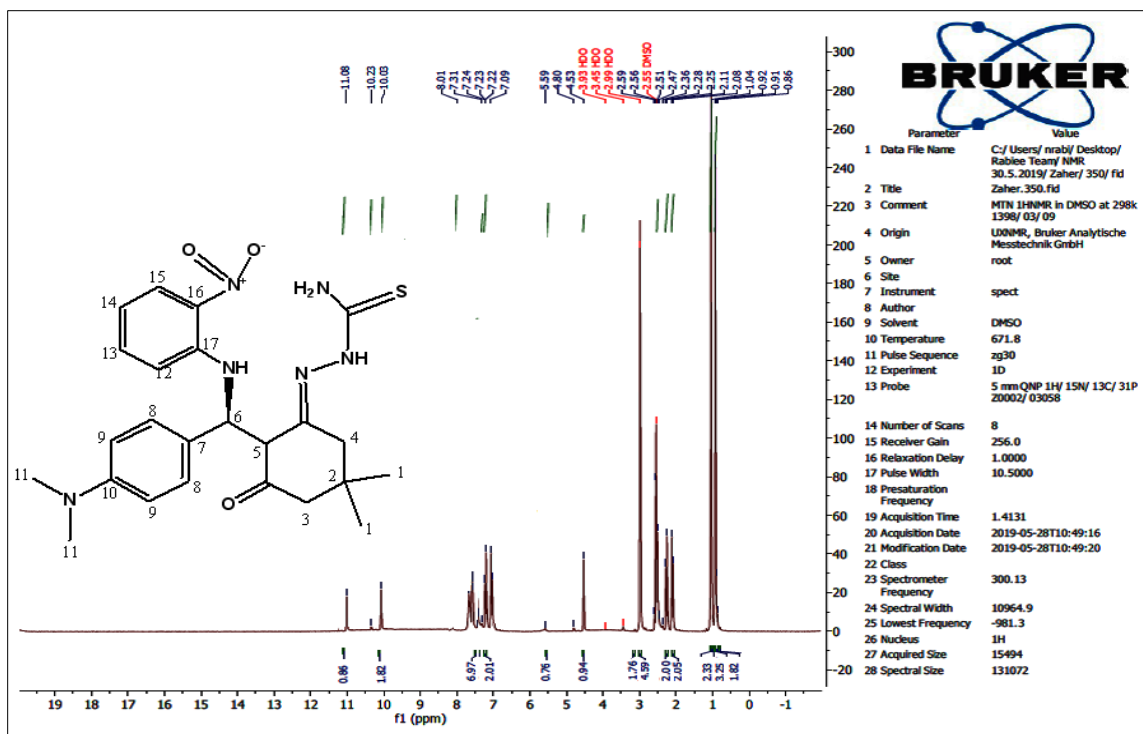 11.08
10.23
10.03
8.01
7.31
7.24
7.23
7.22
7.09
5.59
4.80
4.53
3.93 HDO
3.45 HDO
2.99 HDO
2.59
2.56
2.55 DMSO
2.51
2.47
2.36
2.28
2.25
2.11
2.08
1.04
0.92
0.91
0.86
BRUKER
Parameter Value
1 Data File Name C:/ Users/ nrabi/ Desktop/
Rabiee Team/ NMR
30.5.2019/ Zaher/ 350/ fid
2 Title Zaher.350.fid
3 Comment MTN 1HNMR in DMSO at 298k
1398/ 03/ 09
4 Origin UXNMR, Bruker Analytische
Messtechnik GmbH
5 Owner root
6 Site
7 Instrument spect
8 Author
9 Solvent DMSO
10 Temperature 671.8
11 Pulse Sequence zg30
12 Experiment 1D
13 Probe 5 mm QNP 1H/ 15N/ 13C/ 31P
Z0002/ 03058
14 Number of Scans 8
15 Receiver Gain 256.0
16 Relaxation Delay 1.0000
17 Pulse Width 10.5000
18 Presaturation
Frequency
19 Acquisition Time 1.4131
20 Acquisition Date 2019-05-28T10:49:16
21 Modification Date 2019-05-28T10:49:20
22 Class
23 Spectrometer 300.13
Frequency
24 Spectral Width 10964.9
25 Lowest Frequency -981.3
26 Nucleus 1H
27 Acquired Size 15494
28 Spectral Size 131072
300
280
260
240
220
200
180
160
140
120
100
80
60
40
20
0
-20
O O-
N+
15
16
14
H2N S
17
13
NH
12 NH
N
8 6
9 7 4
5
11 8 2 1
10
N 9 O 3
1
11
0.86
1.82
6.97
2.01
0.76
0.94
1.76
4.59
2.00
2.05
2.33
3.25
1.82
19 18 17 16 15 14 13 12 11 10 9 8 7 6 5 4 3 2 1 0 -1
f1 (ppm)